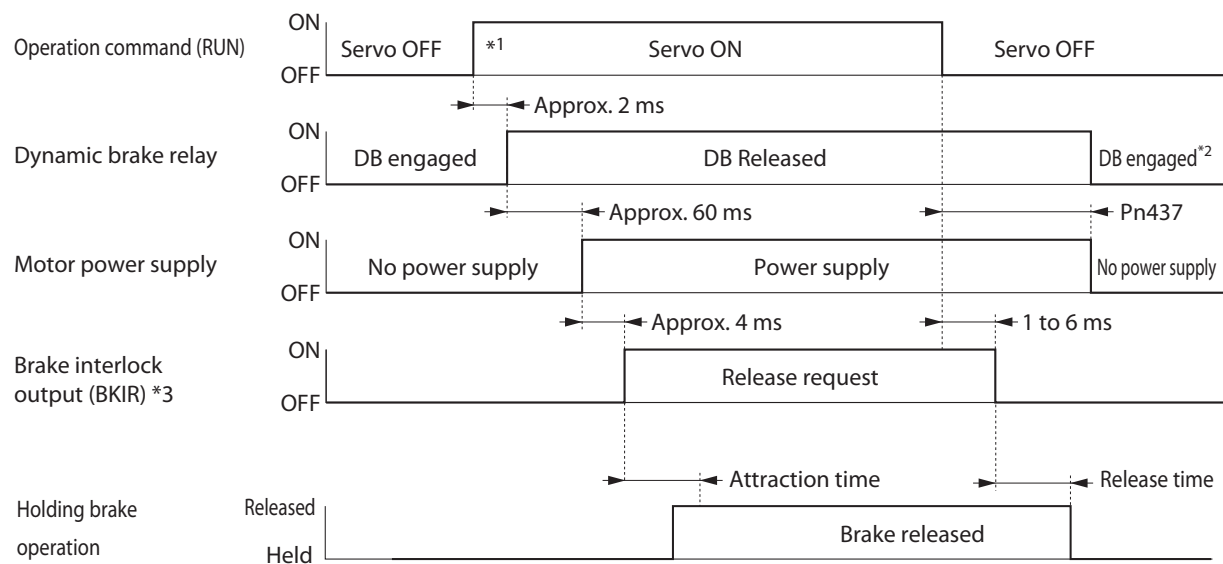 Operation command (RUN)
ON
OFF
Servo OFF
*1
Servo ON
Servo OFF
Approx. 2 ms
Dynamic brake relay
ON
OFF
DB engaged
DB Released
DB engaged*2
Approx. 60 ms
Pn437
Motor power supply
ON
OFF
No power supply
Power supply
No power supply
Approx. 4 ms
1 to 6 ms
Brake interlock
output (BKIR) *3
ON
OFF
Release request
Attraction time
Release time
Holding brake
operation
Released
Held
Brake released